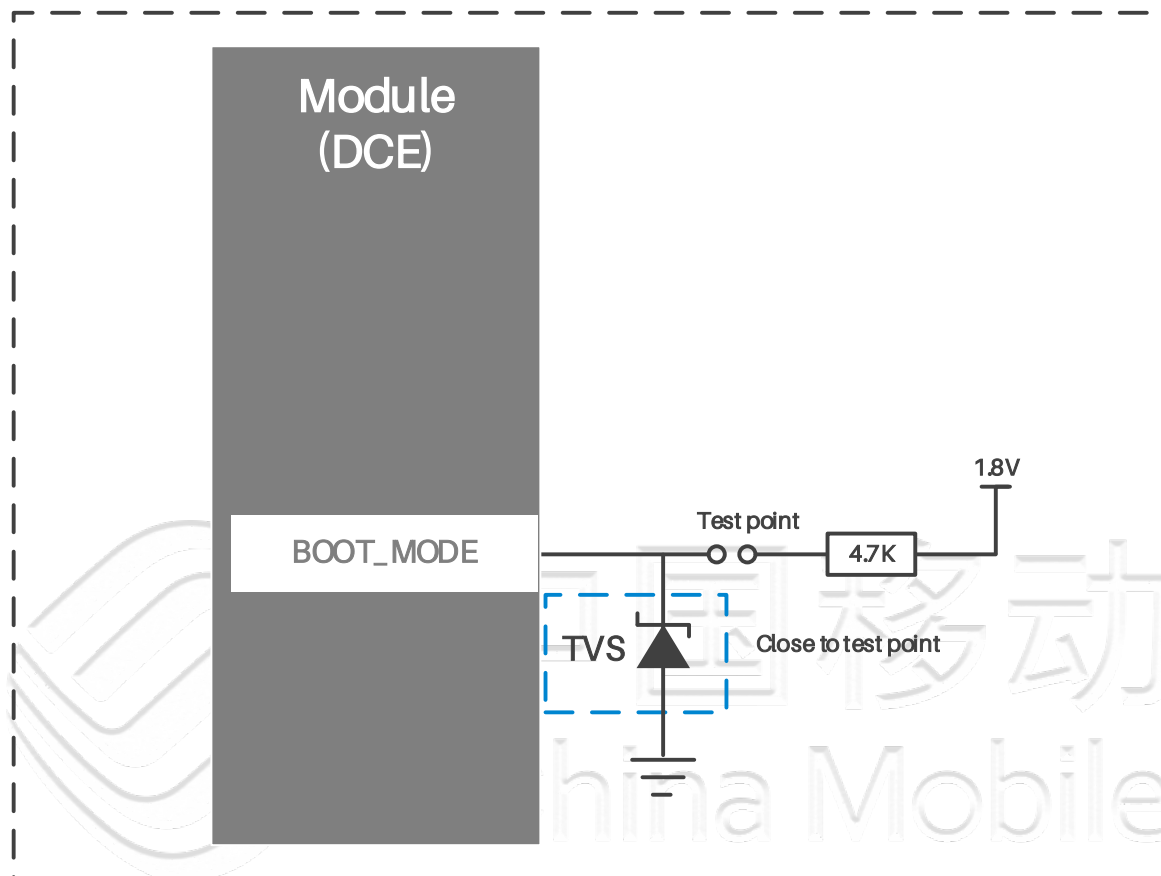 Module
(DCE)
1.8V
Test point
BOOT_MODE
4.7K
TVS
Close to test point
中国移动
China Mobile